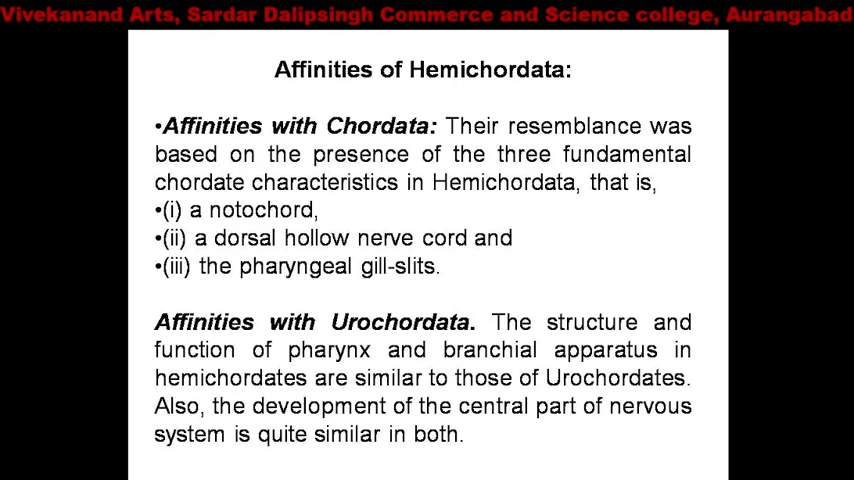 Vivekanand Arts, Sardar Dalipsingh Commerce and Science college, Aurangabad
Affinities of Hemichordata:
•Affinities with Chordata: Their resemblance was
based on the presence of the three fundamental
chordate characteristics in Hemichordata, that is,
•(i) a notochord,
•(ii) a dorsal hollow nerve cord and
•(iii) the pharyngeal gill-slits.
Affinities with Urochordata. The structure and
function of pharynx and branchial apparatus in
hemichordates are similar to those of Urochordates.
Also, the development of the central part of nervous
system is quite similar in both.